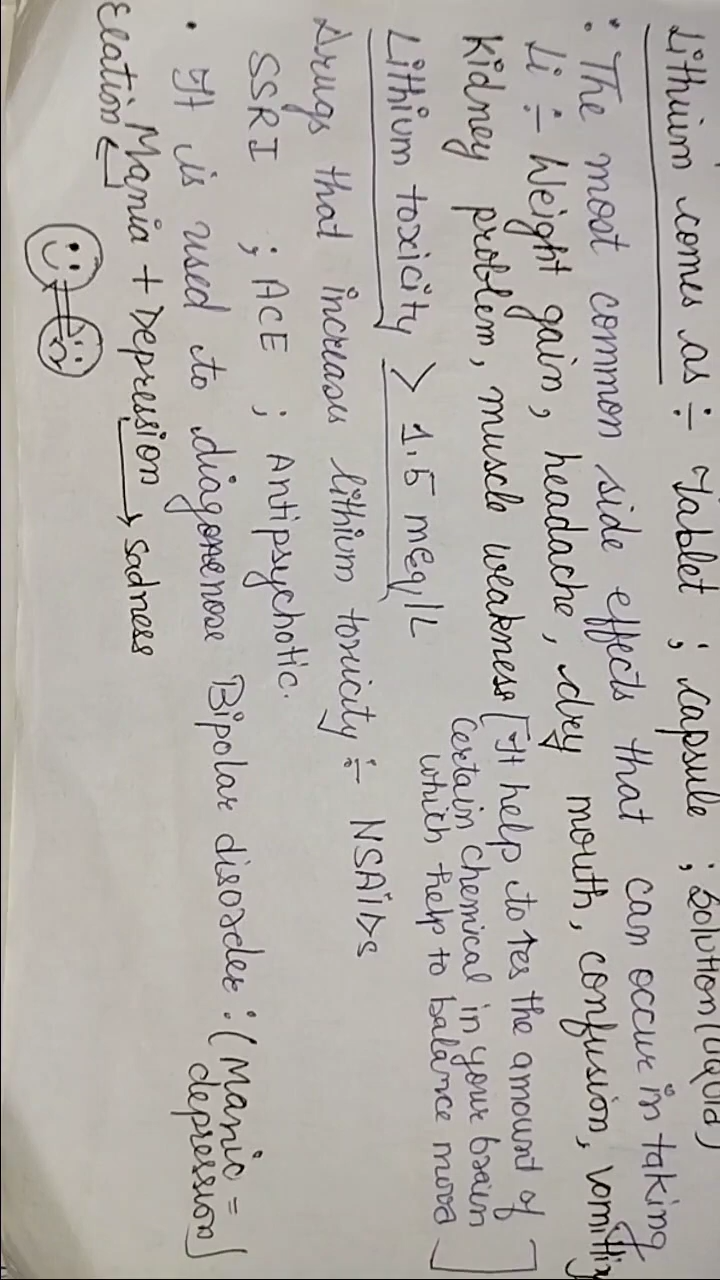 Lithium comes as ÷ Tablet ; capsule ; Solution (Liquid)
: The most common side effects that can occur in taking
Li ÷ Weight gain, headache, dry mouth, confusion, vomiting
Kidney problem, muscle weakness [It help to ↑es the amount of
certain chemical in your brain
which help to balance mood]
Lithium toxicity > 1.5 meq/L
Drugs that increases lithium toxicity ÷ NSAIDs
SSRI ; ACE ; Antipsychotic.
• It is used to diagonenose Bipolar disorder : (Manic =
depression)
Mania + Depression → sadness
Elation